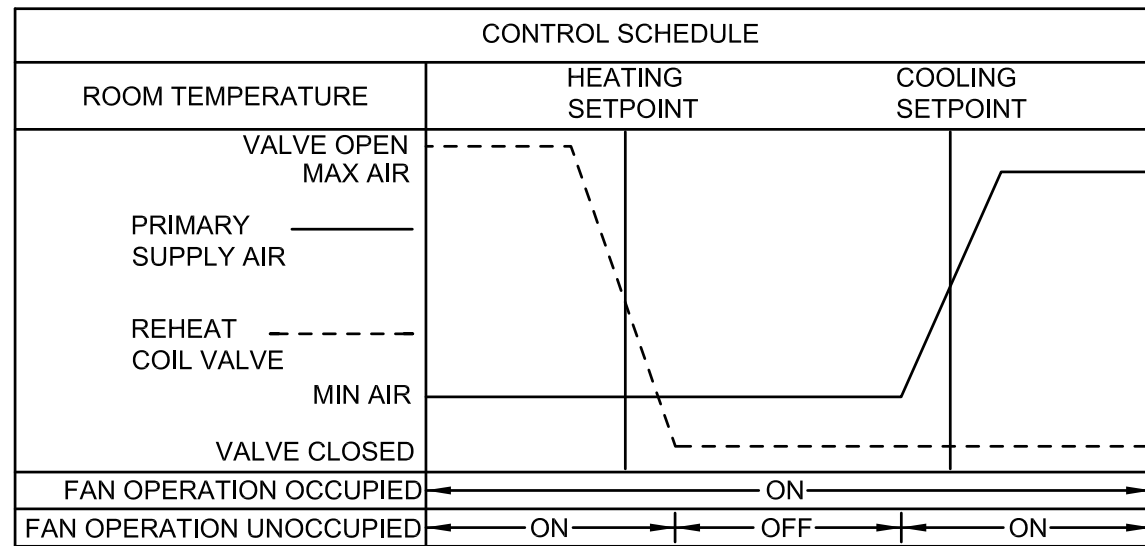 CONTROL SCHEDULE
ROOM TEMPERATURE
HEATING
SETPOINT
COOLING
SETPOINT
VALVE OPEN
MAX AIR
PRIMARY
SUPPLY AIR
REHEAT
COIL VALVE
MIN AIR
VALVE CLOSED
FAN OPERATION OCCUPIED
ON
FAN OPERATION UNOCCUPIED
ON
OFF
ON